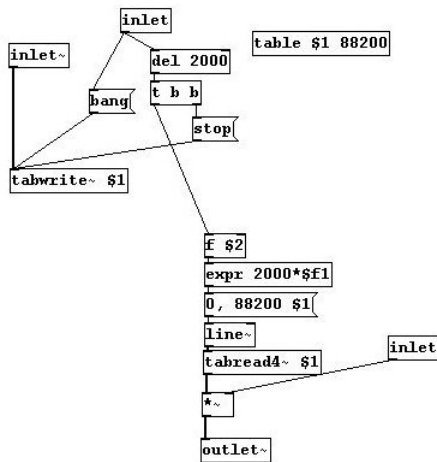 inlet
inlet~
del 2000
table $1 88200
t b b
bang
stop
tabwrite~ $1
f $2
expr 2000*$f1
0, 88200 $1
line~
inlet
tabread4~ $1
*~
outlet~